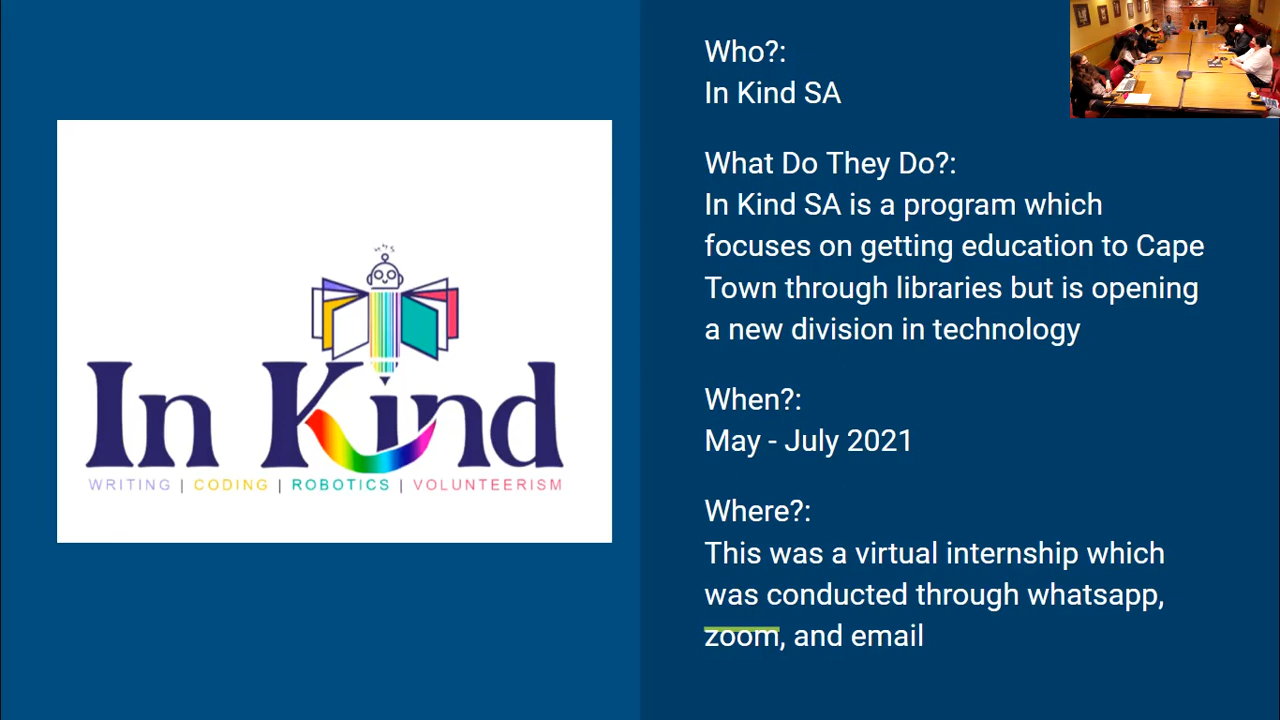 In Kind
WRITING | CODING | ROBOTICS | VOLUNTEERISM
Who?:
In Kind SA
What Do They Do?:
In Kind SA is a program which
focuses on getting education to Cape
Town through libraries but is opening
a new division in technology
When?:
May - July 2021
Where?:
This was a virtual internship which
was conducted through whatsapp,
zoom, and email